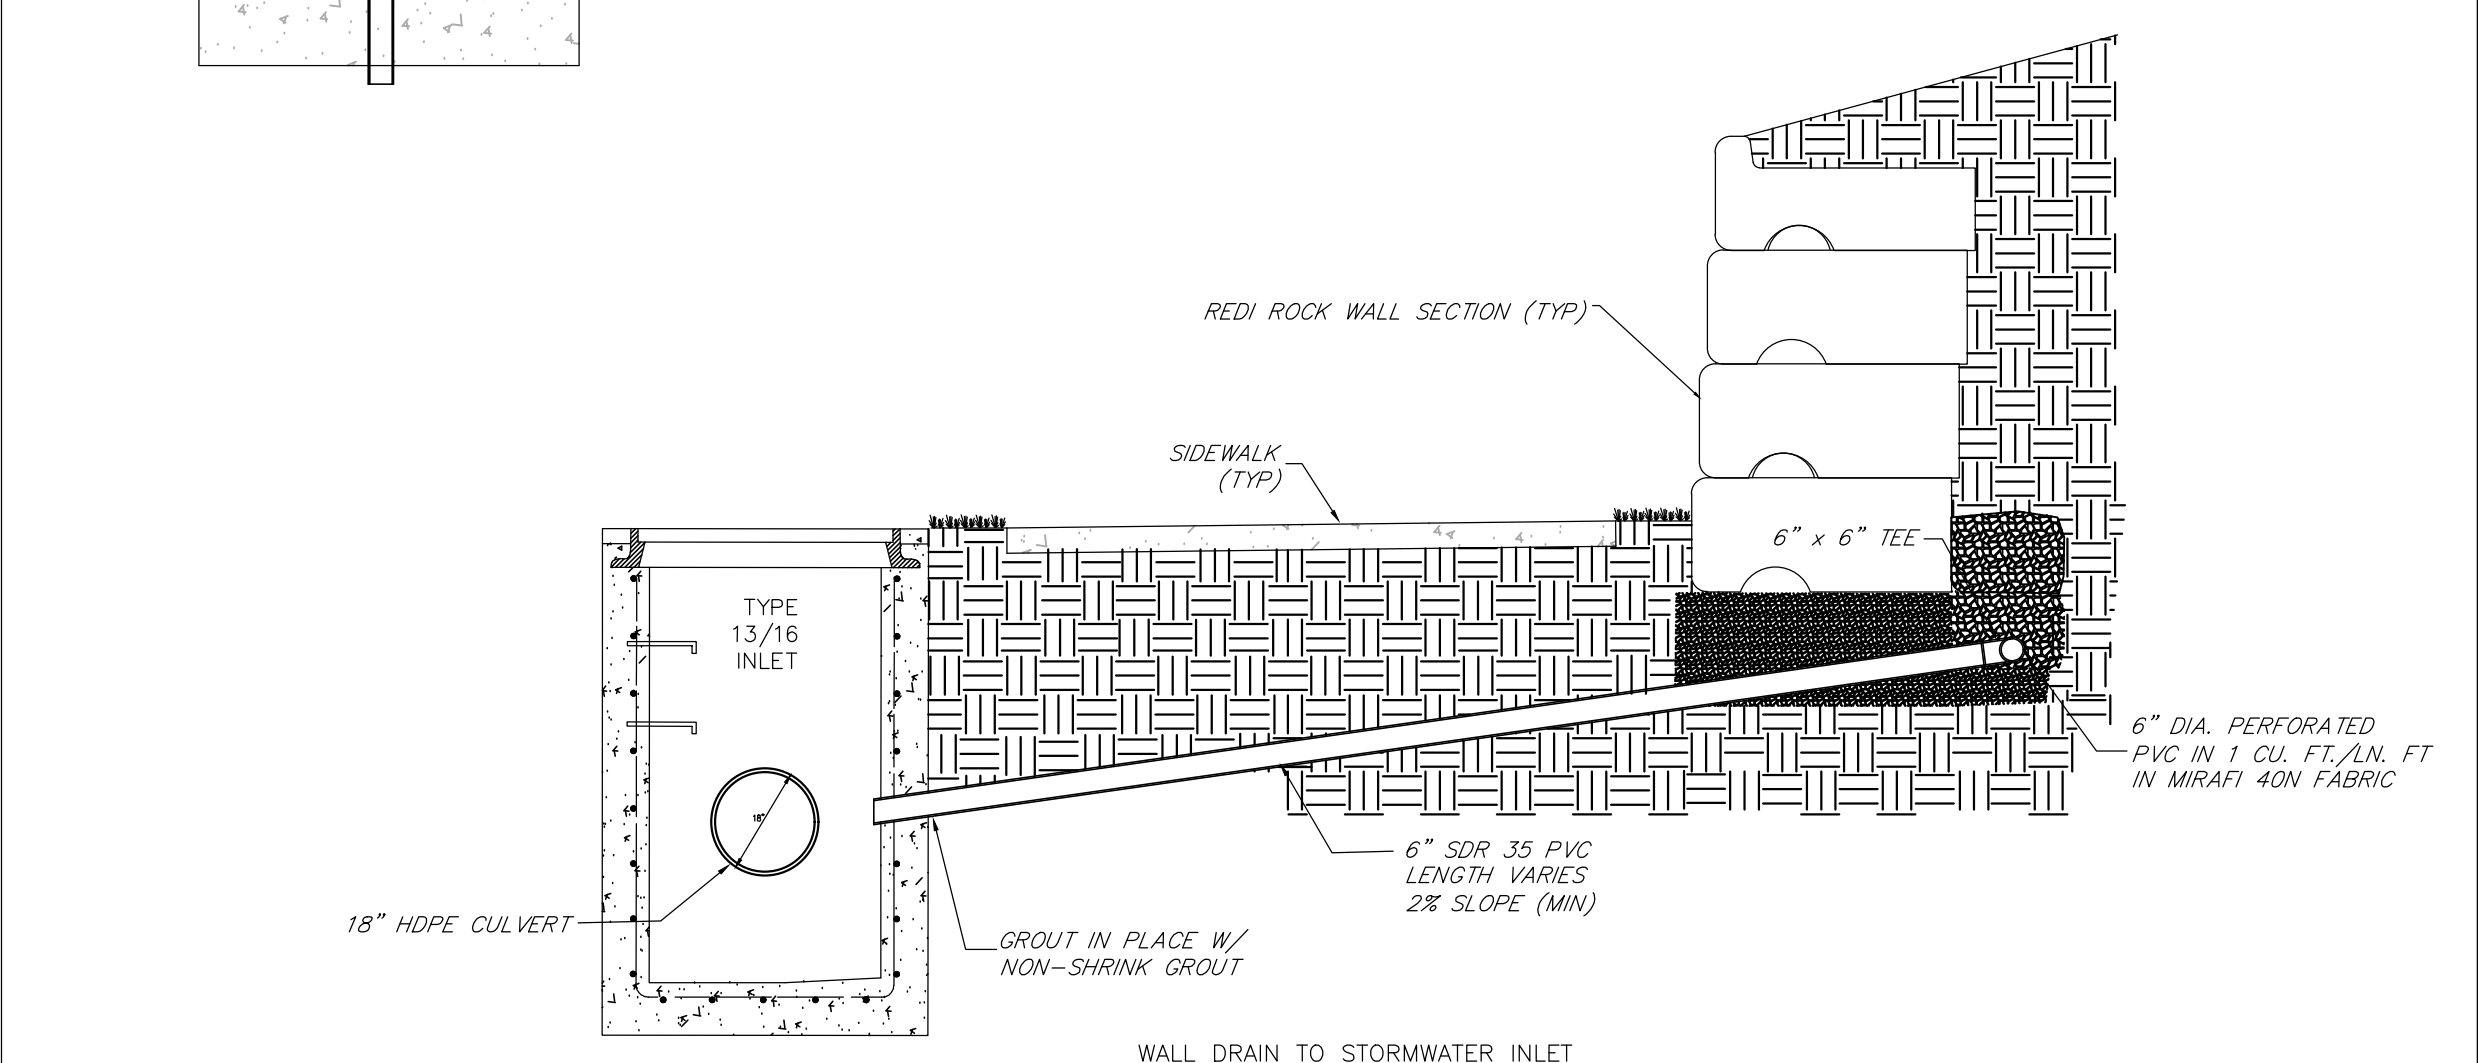 REDI ROCK WALL SECTION (TYP)
SIDEWALK
(TYP)
6" x 6" TEE
TYPE
13/16
INLET
6" DIA. PERFORATED
PVC IN 1 CU. FT./LN. FT
IN MIRAFI 40N FABRIC
18"
6" SDR 35 PVC
LENGTH VARIES
2% SLOPE (MIN)
18" HDPE CULVERT
GROUT IN PLACE W/
NON-SHRINK GROUT
WALL DRAIN TO STORMWATER INLET